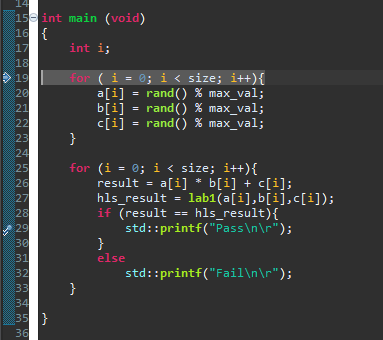 14
15 int main (void)
16 {
17     int i;
18
19     for ( i = 0; i < size; i++){
20         a[i] = rand() % max_val;
21         b[i] = rand() % max_val;
22         c[i] = rand() % max_val;
23     }
24
25     for (i = 0; i < size; i++){
26         result = a[i] * b[i] + c[i];
27         hls_result = lab1(a[i],b[i],c[i]);
28         if (result == hls_result){
29             std::printf("Pass\n\r");
30         }
31         else
32             std::printf("Fail\n\r");
33     }
34
35 }
36